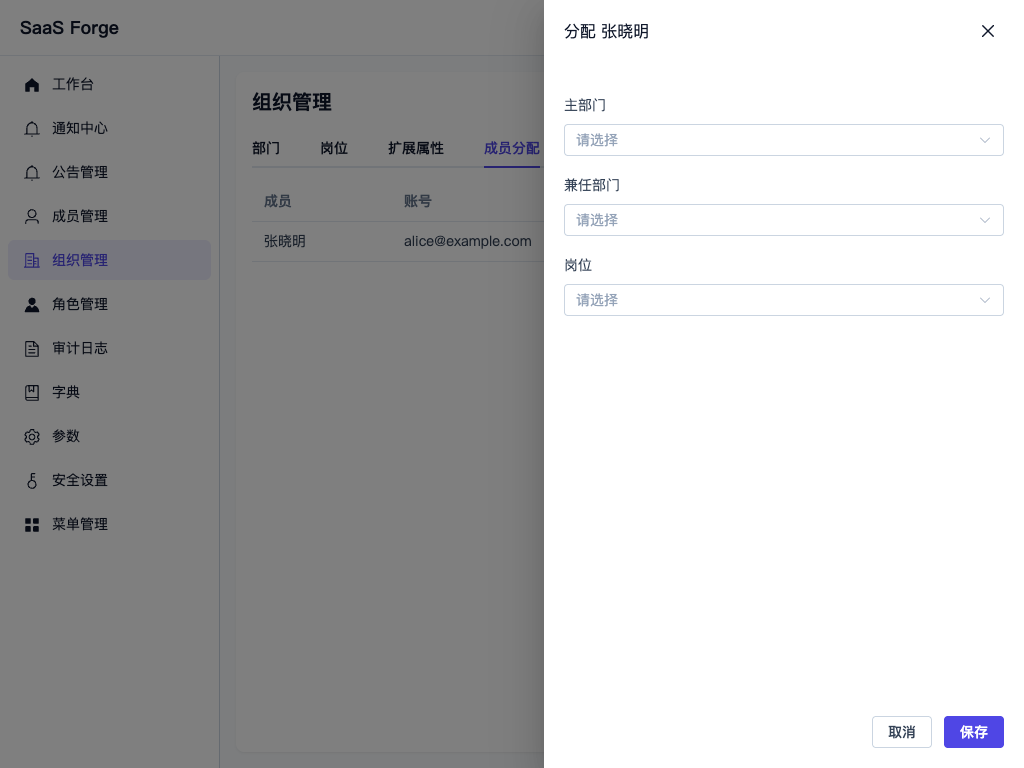 SaaS Forge
工作台
通知中心
公告管理
成员管理
组织管理
角色管理
审计日志
字典
参数
安全设置
菜单管理
组织管理
部门 岗位 扩展属性 成员分配
成员 账号
张晓明 alice@example.com
分配 张晓明
主部门
请选择
兼任部门
请选择
岗位
请选择
取消 保存